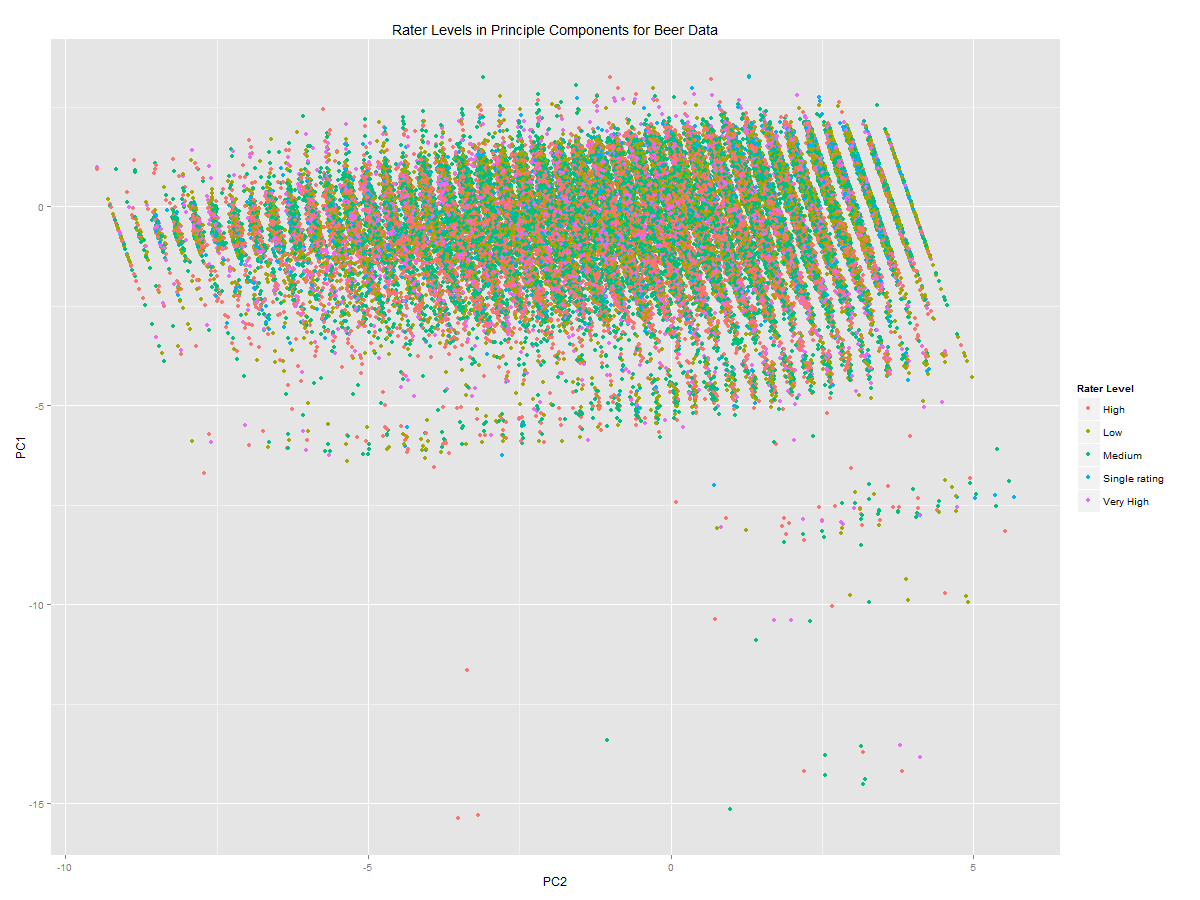 Rater Levels in Principle Components for Beer Data
PC1
0
-5
-10
-15
-10
-5
0
5
PC2
Rater Level
High
Low
Medium
Single rating
Very High